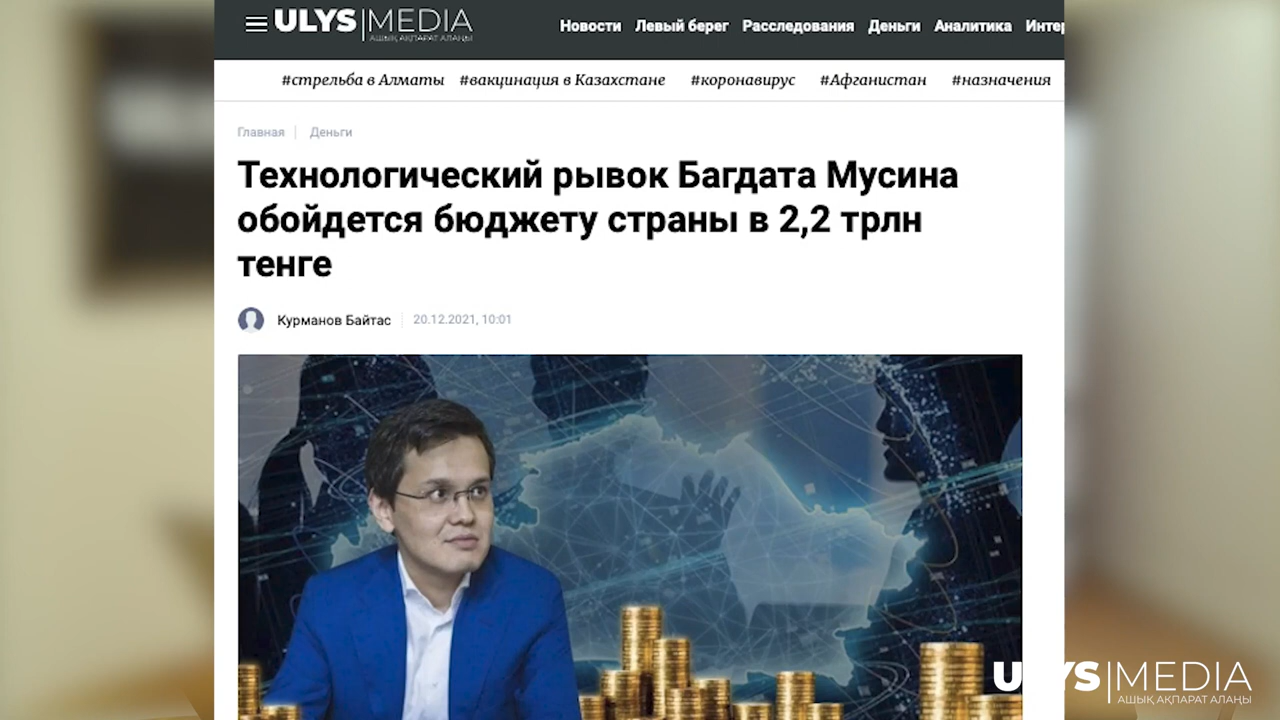 ULYS|MEDIA
АШЫҚ АҚПАРАТ АЛАҢЫ
Новости Левый берег Расследования Деньги Аналитика Интер
#стрельба в Алматы #вакцинация в Казахстане #коронавирус #Афганистан #назначения
Главная Деньги
Технологический рывок Багдата Мусина
обойдется бюджету страны в 2,2 трлн
тенге
Курманов Байтас 20.12.2021, 10:01
ULYS|MEDIA
АШЫҚ АҚПАРАТ АЛАҢЫ